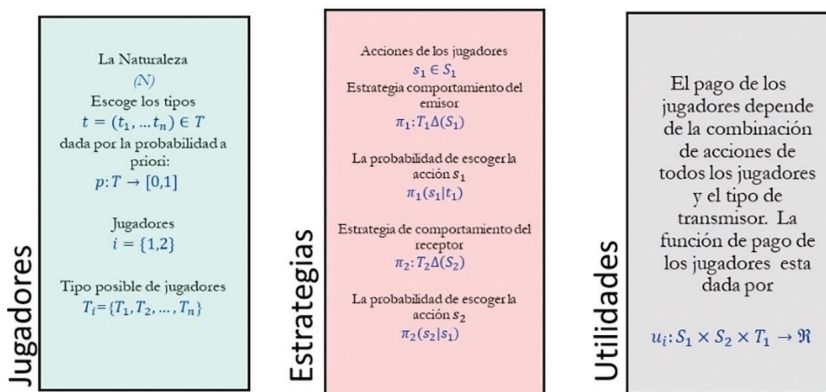 Jugadores
La Naturaleza
(N)
Escoge los tipos
t = (t₁, … tₙ) ∈ T
dada por la probabilidad a
priori:
p: T → [0,1]
Jugadores
i = {1,2}
Tipo posible de jugadores
Tᵢ={T₁, T₂, … , Tₙ}
Estrategias
Acciones de los jugadores
s₁ ∈ S₁
Estrategia comportamiento del
emisor
π₁: T₁Δ(S₁)
La probabilidad de escoger la
acción s₁
π₁(s₁|t₁)
Estrategia de comportamiento del
receptor
π₂: T₂Δ(S₂)
La probabilidad de escoger la
acción s₂
π₂(s₂|s₁)
Utilidades
El pago de los
jugadores depende
de la combinación
de acciones de
todos los jugadores
y el tipo de
transmisor. La
función de pago de
los jugadores esta
dada por
uᵢ: S₁ × S₂ × T₁ → ℜ